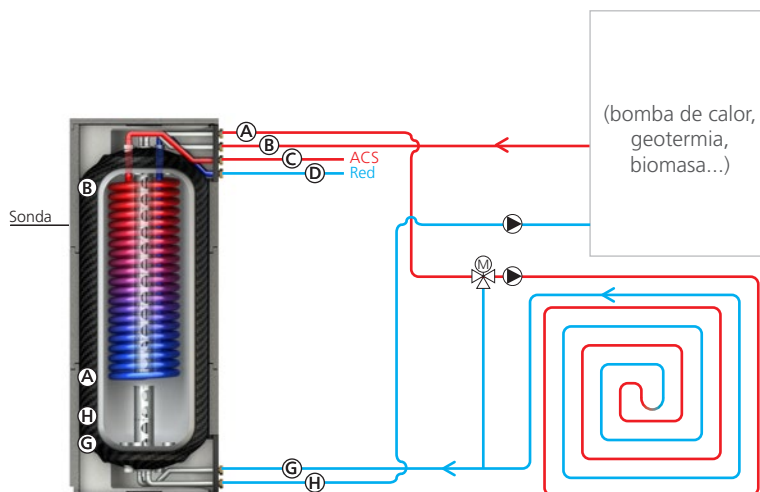 A
B
C
ACS
D
Red
(bomba de calor,
geotermia,
biomasa...)
B
Sonda
M
A
H
G
G
H